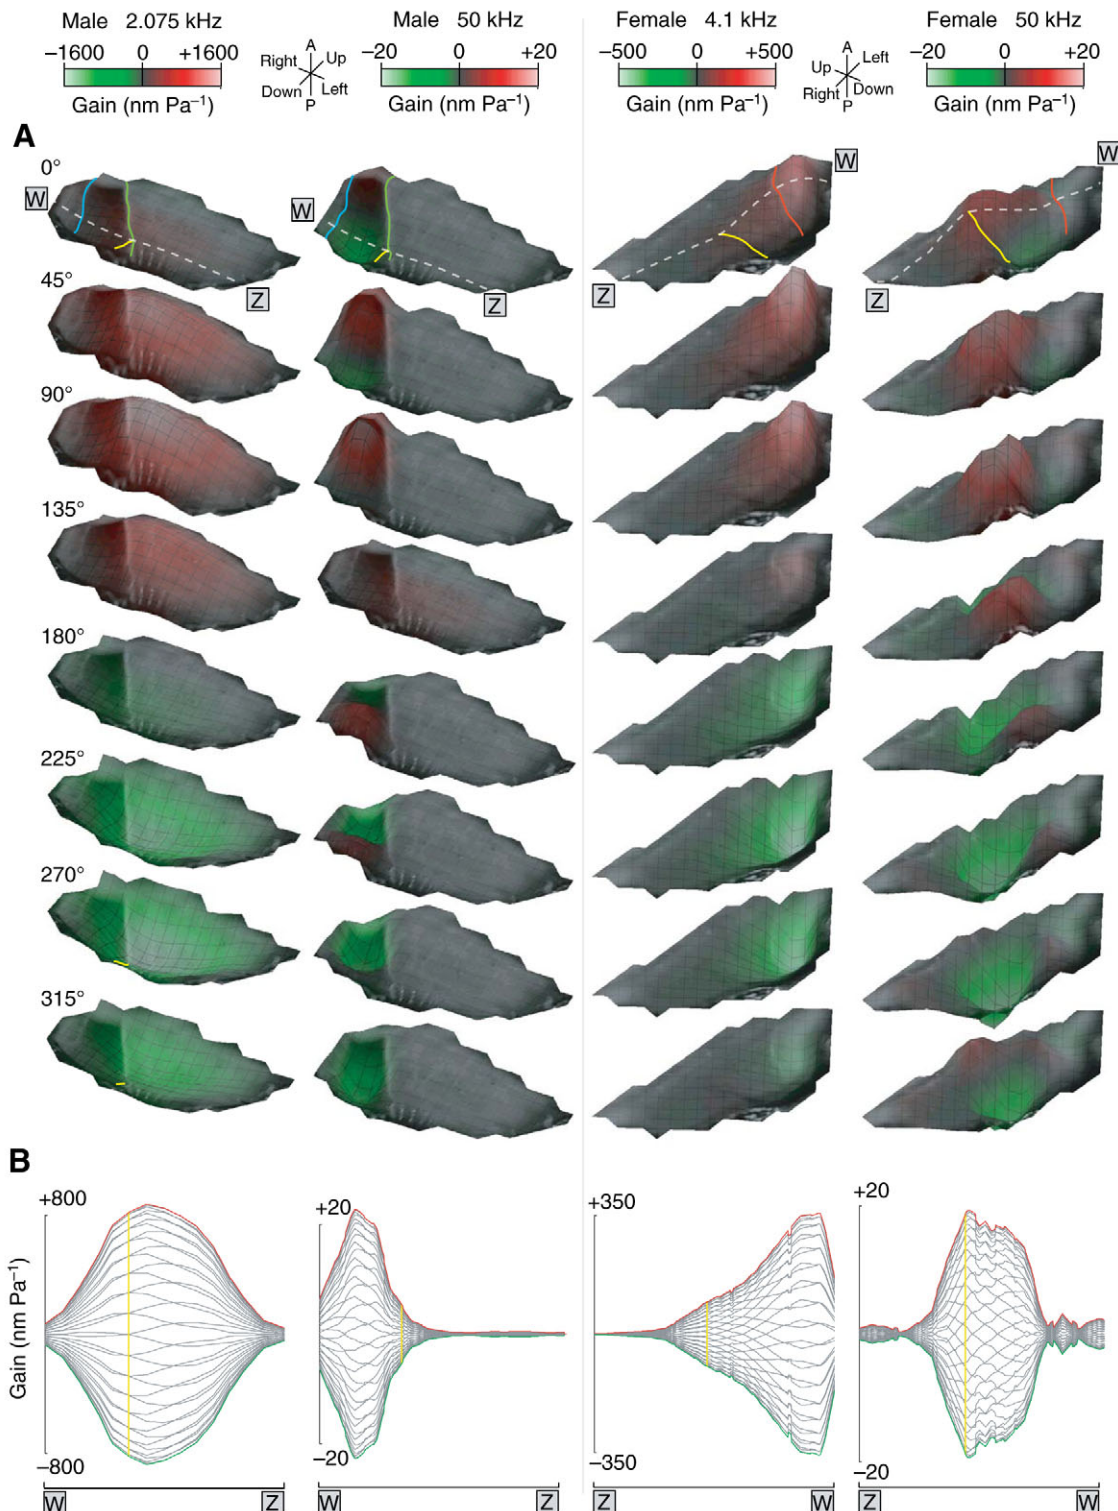 Male 2.075 kHz
−1600 0 +1600
Gain (nm Pa⁻¹)
A
Right Up
Down Left
P
Male 50 kHz
−20 0 +20
Gain (nm Pa⁻¹)
Female 4.1 kHz
−500 0 +500
Gain (nm Pa⁻¹)
A
Left
Up
Right Down
P
Female 50 kHz
−20 0 +20
Gain (nm Pa⁻¹)
A
0°
W
Z
W
Z
W
Z
W
Z
45°
90°
135°
180°
225°
270°
315°
B
Gain (nm Pa⁻¹)
+800
−800
W Z
+20
−20
W Z
+350
−350
Z W
+20
−20
Z W